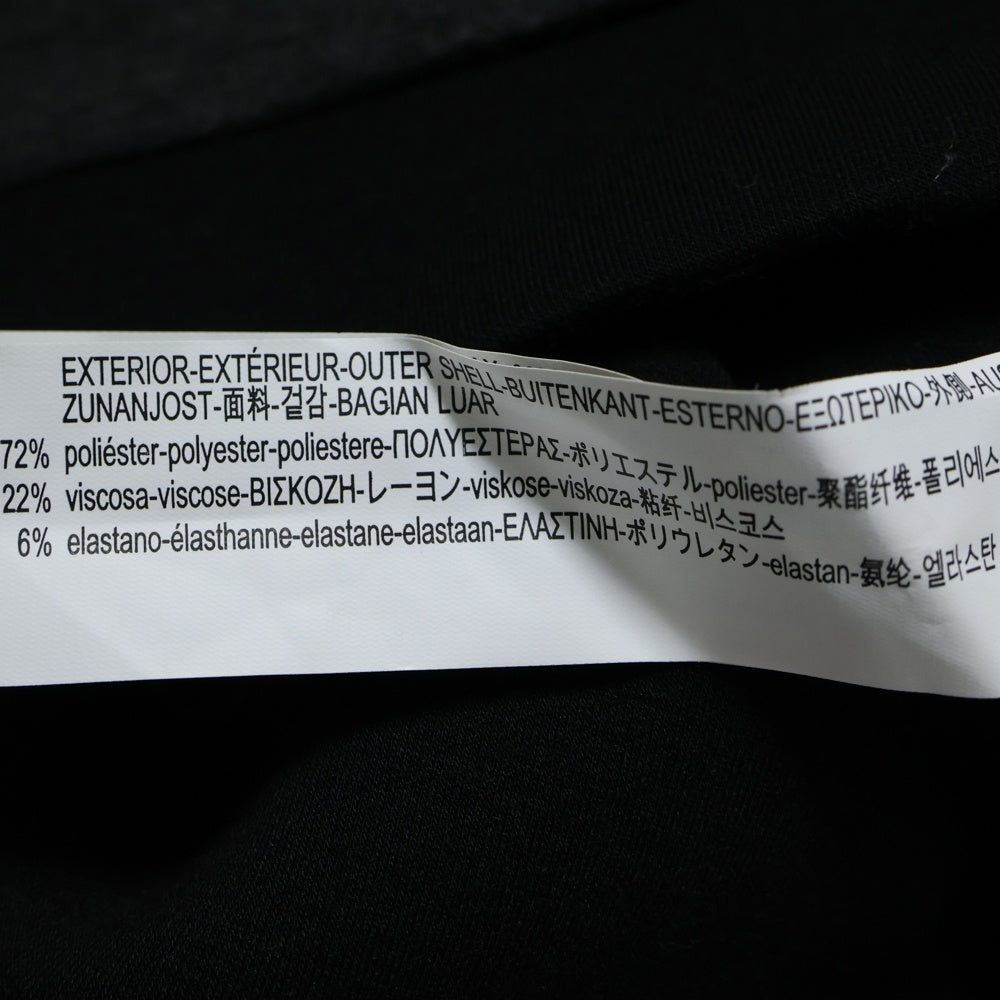 EXTERIOR-EXTÉRIEUR-OUTER SHELL-BUITENKANT-ESTERNO-ΕΞΩΤΕΡΙΚΟ-外側-AUS
ZUNANJOST-面料-겉감-BAGIAN LUAR
72% poliéster-polyester-poliestere-ΠΟΛΥΕΣΤΕΡΑΣ-ポリエステル-poliester-聚酯纤维-폴리에스
22% viscosa-viscose-ΒΙΣΚΟΖΗ-レーヨン-viskose-viskoza-粘纤-비스코스
6% elastano-élasthanne-elastane-elastaan-ΕΛΑΣΤΙΝΗ-ポリウレタン-elastan-氨纶-엘라스탄